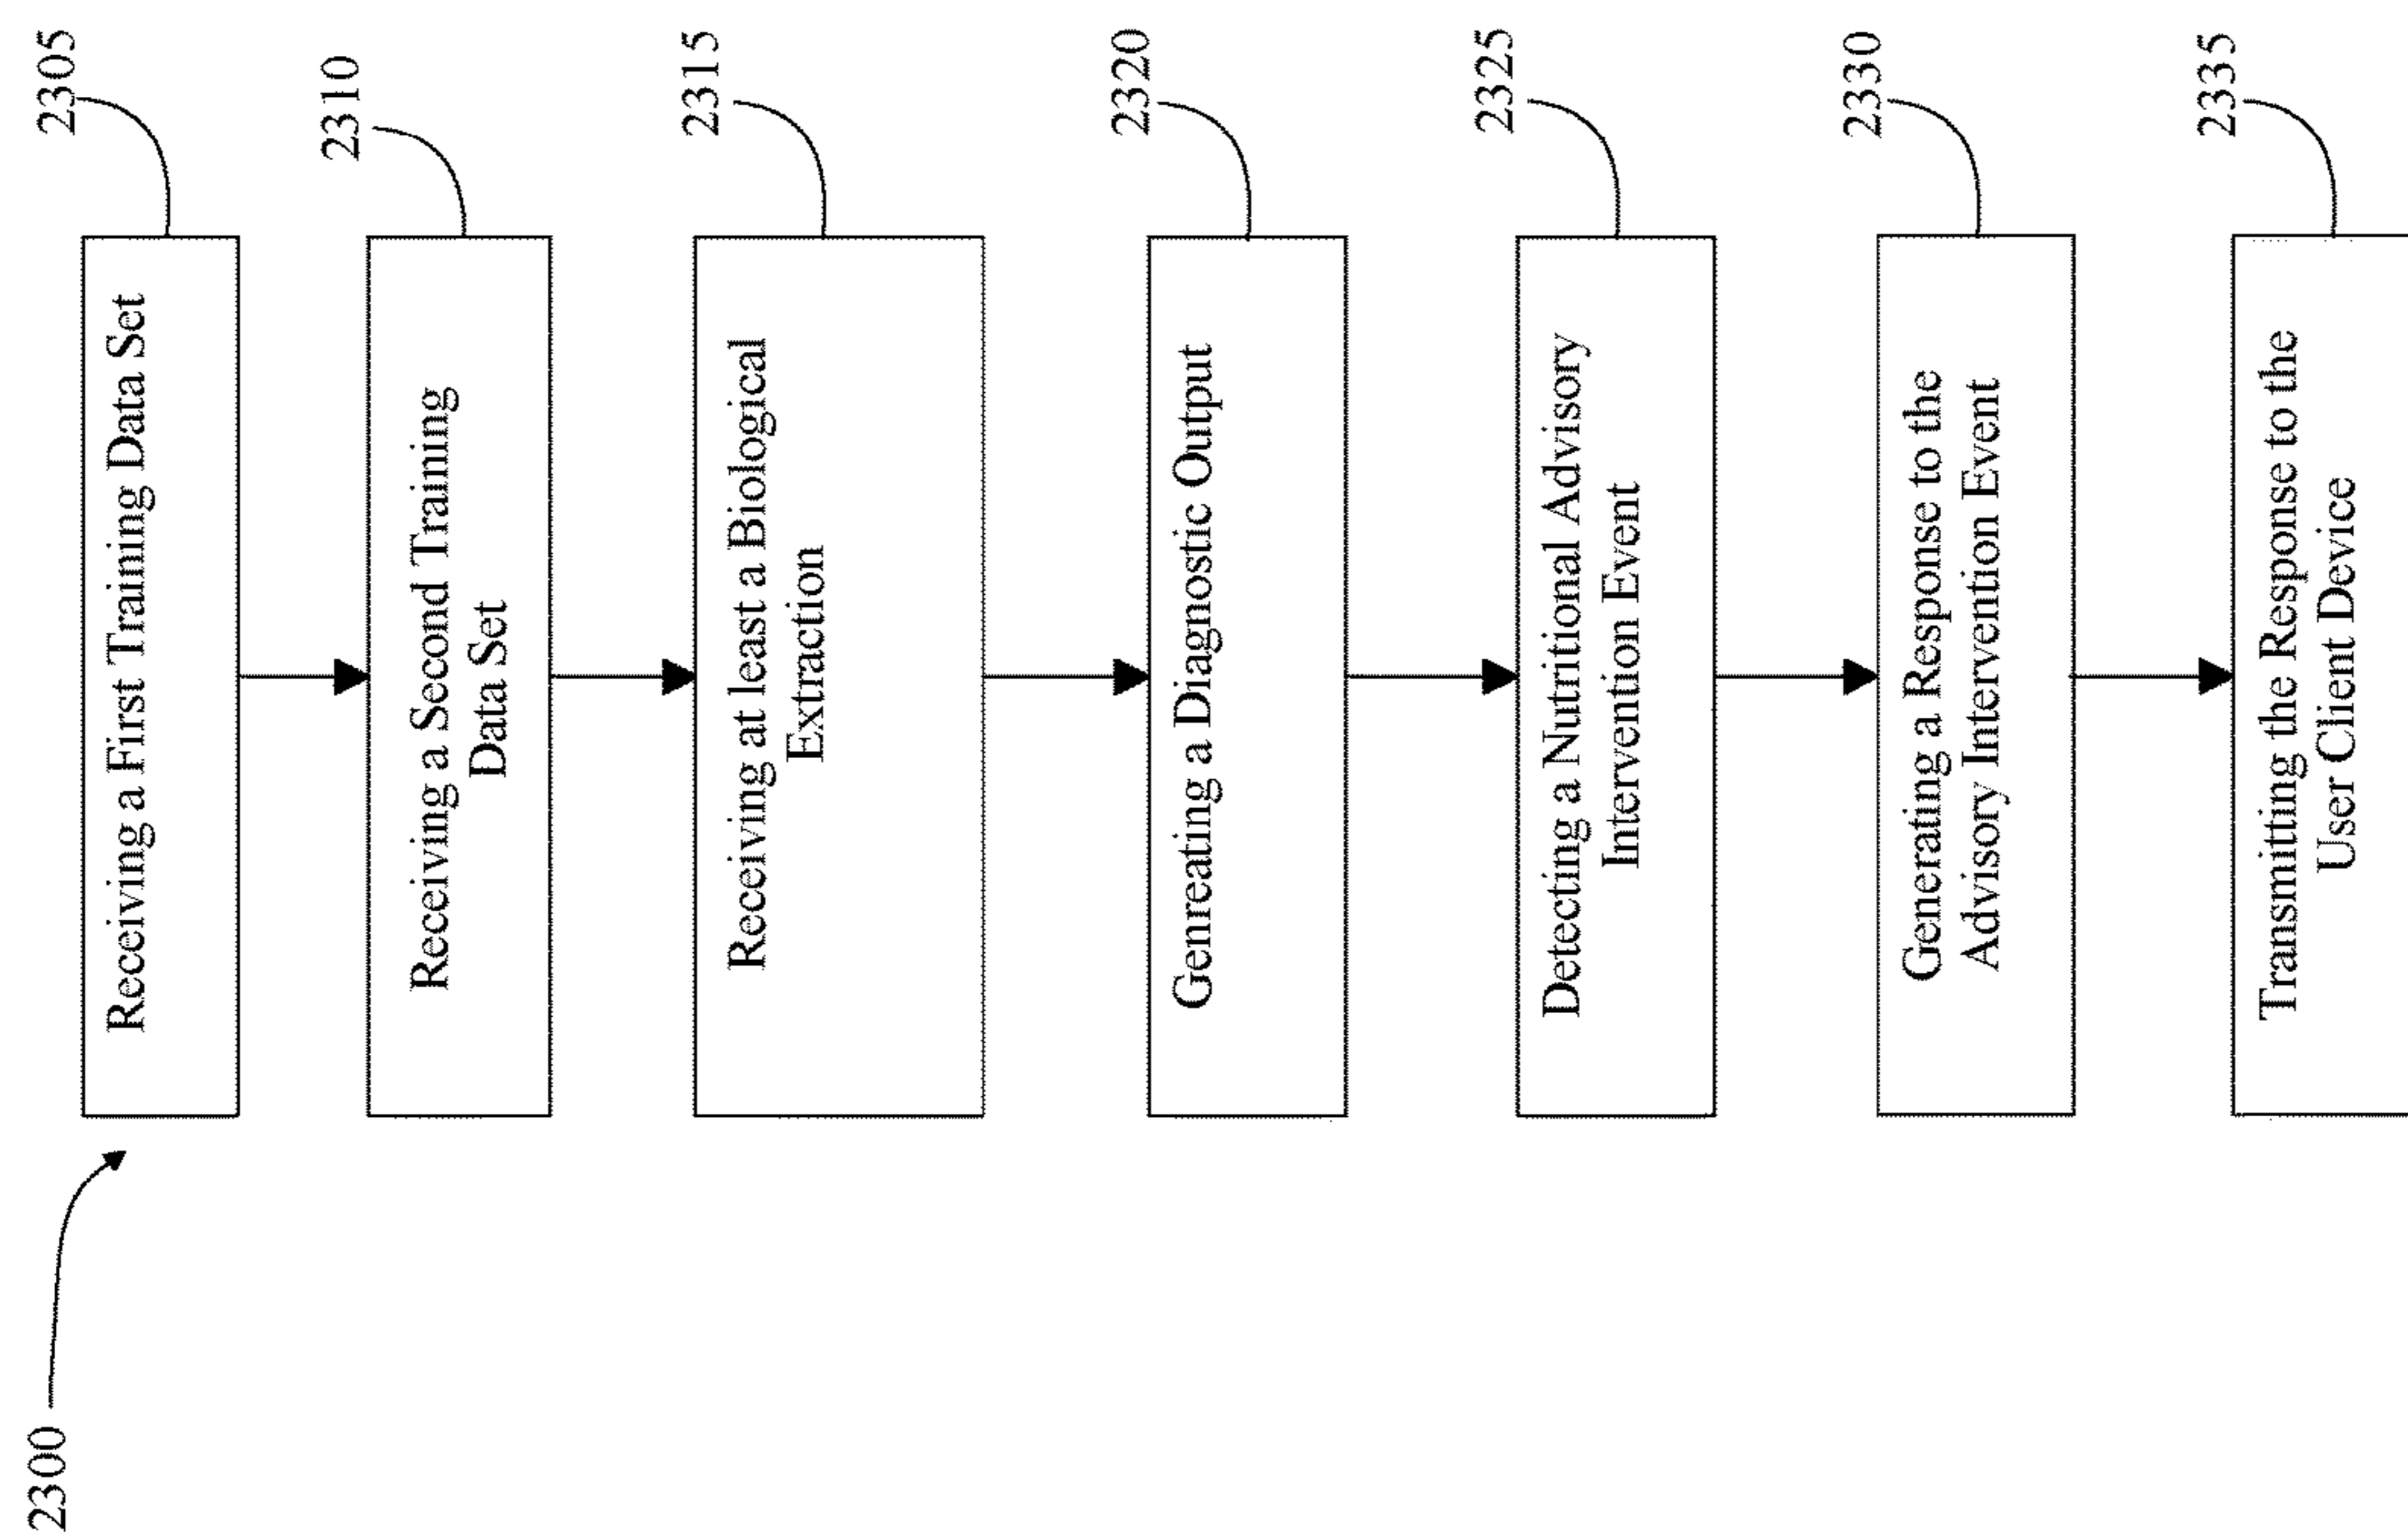 2300
2305
Receiving a First Training Data Set
2310
Receiving a Second Training
Data Set
2315
Receiving at least a Biological
Extraction
2320
Genreating a Diagnostic Output
2325
Detecting a Nutritional Advisory
Intervention Event
2330
Generating a Response to the
Advisory Intervention Event
2335
Transmitting the Response to the
User Client Device